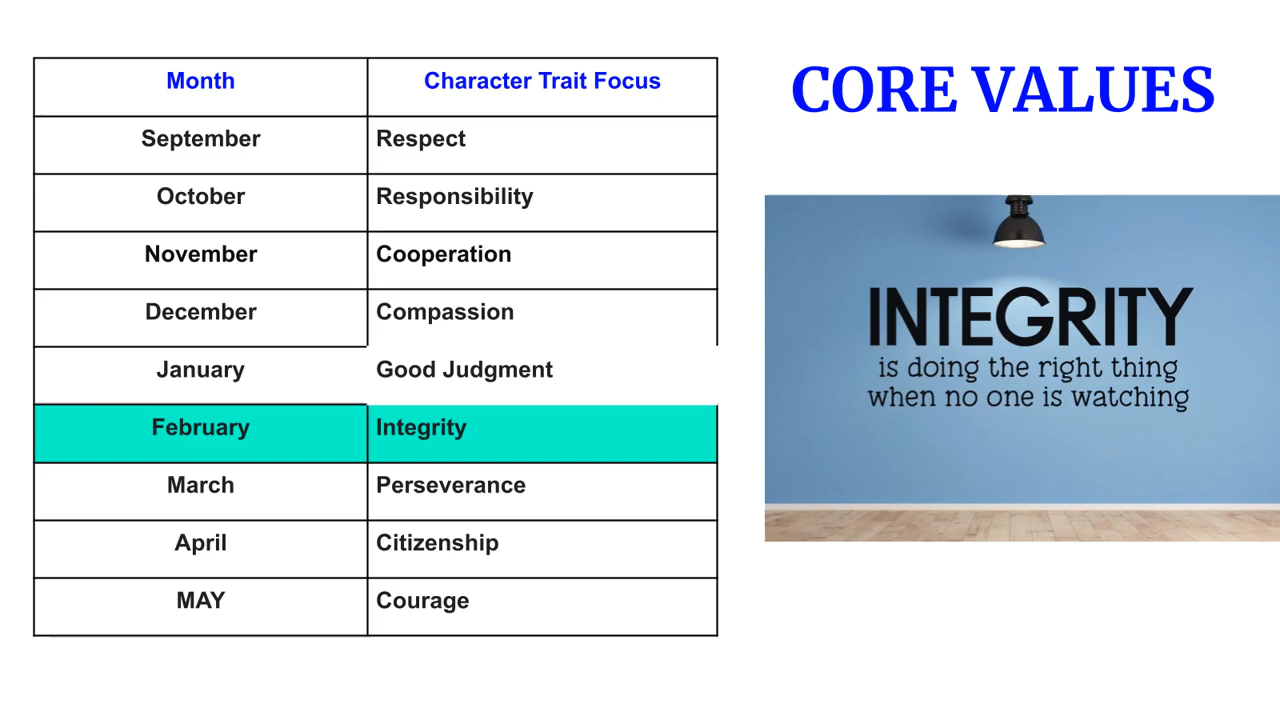 Month Character Trait Focus
September Respect
October Responsibility
November Cooperation
December Compassion
January Good Judgment
February Integrity
March Perseverance
April Citizenship
MAY Courage
CORE VALUES
INTEGRITY
is doing the right thing
when no one is watching